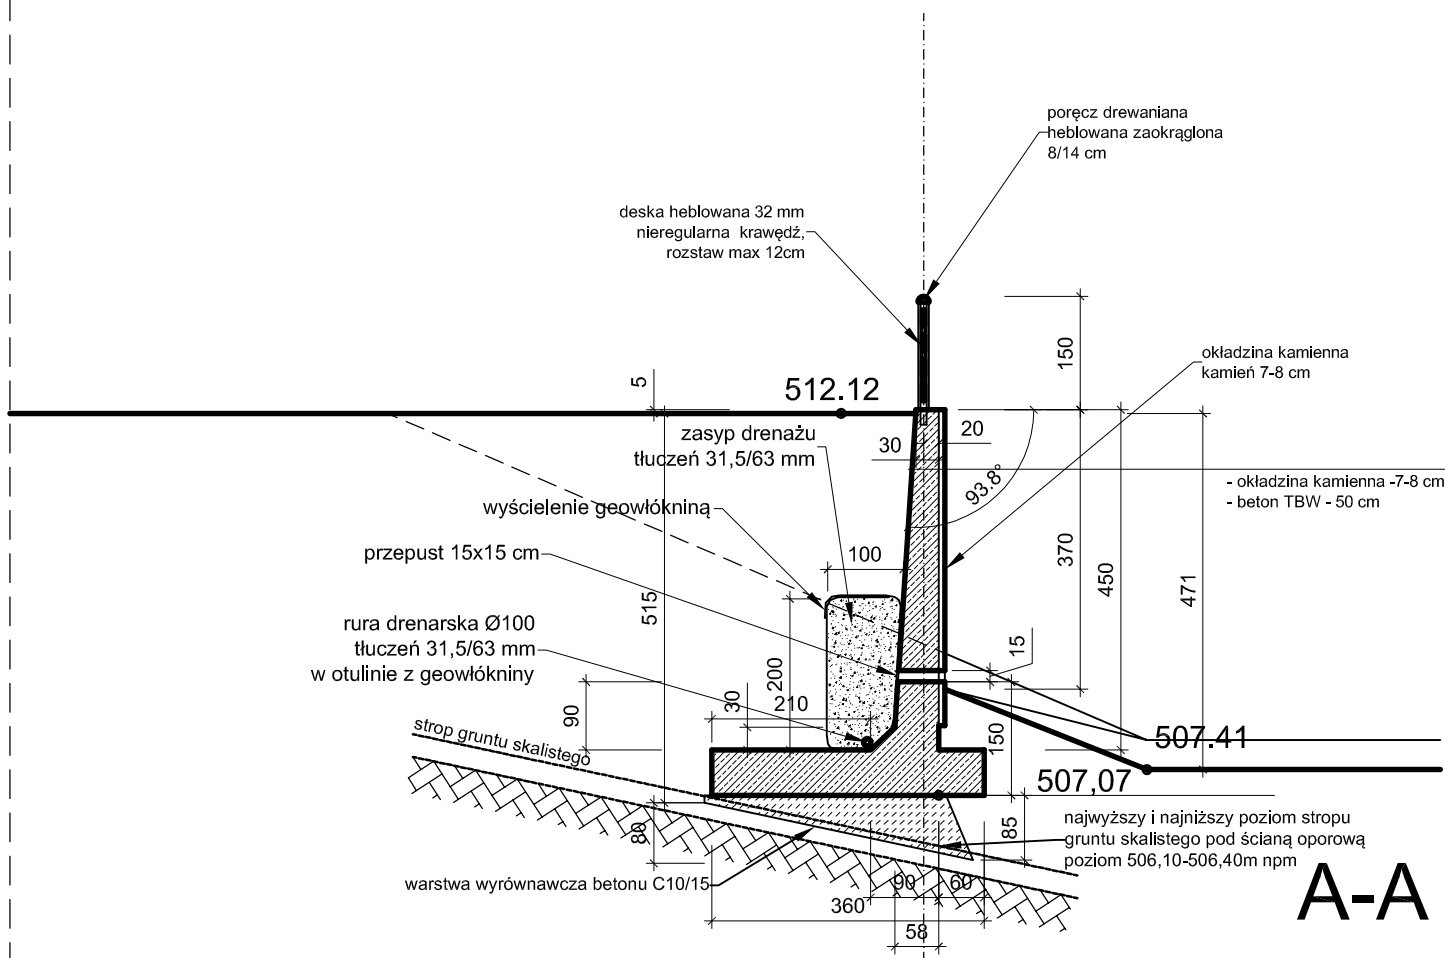 poręcz drewaniana
heblowana zaokrąglona
8/14 cm
deska heblowana 32 mm
nieregularna krawędź,
rozstaw max 12cm
150
okładzina kamienna
kamień 7-8 cm
5
512.12
zasyp drenażu
tłuczeń 31,5/63 mm
30
20
93.8°
- okładzina kamienna -7-8 cm
- beton TBW - 50 cm
wyścielenie geowłókniną
przepust 15x15 cm
100
370
450
471
515
rura drenarska Ø100
tłuczeń 31,5/63 mm
w otulinie z geowłókniny
15
200
210
30
90
150
strop gruntu skalistego
507.41
507,07
80
85
najwyższy i najniższy poziom stropu
gruntu skalistego pod ścianą oporową
poziom 506,10-506,40m npm
warstwa wyrównawcza betonu C10/15
90
60
360
58
A-A